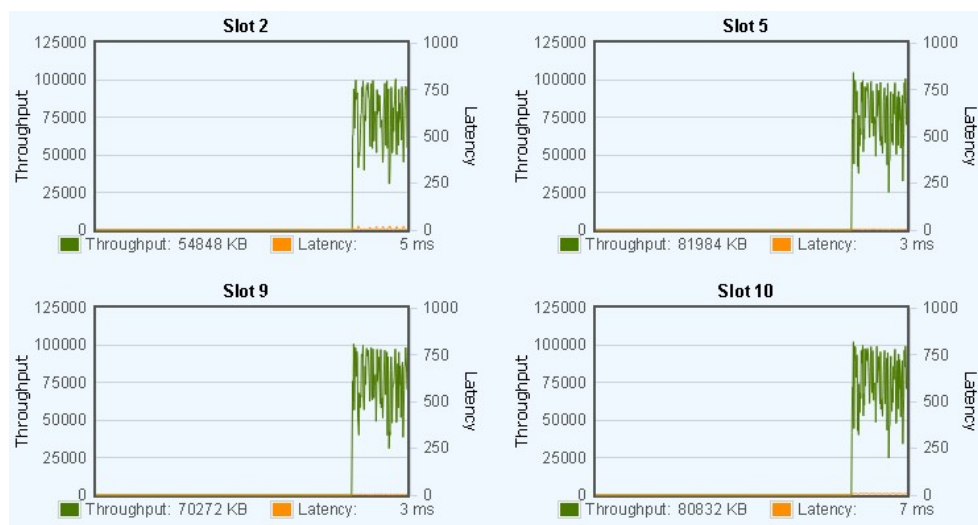 Slot 2
125000
100000
75000
50000
25000
0
Throughput
1000
750
500
250
0
Latency
Throughput: 54848 KB Latency: 5 ms
Slot 5
125000
100000
75000
50000
25000
0
Throughput
1000
750
500
250
0
Latency
Throughput: 81984 KB Latency: 3 ms
Slot 9
125000
100000
75000
50000
25000
0
Throughput
1000
750
500
250
0
Latency
Throughput: 70272 KB Latency: 3 ms
Slot 10
125000
100000
75000
50000
25000
0
Throughput
1000
750
500
250
0
Latency
Throughput: 80832 KB Latency: 7 ms